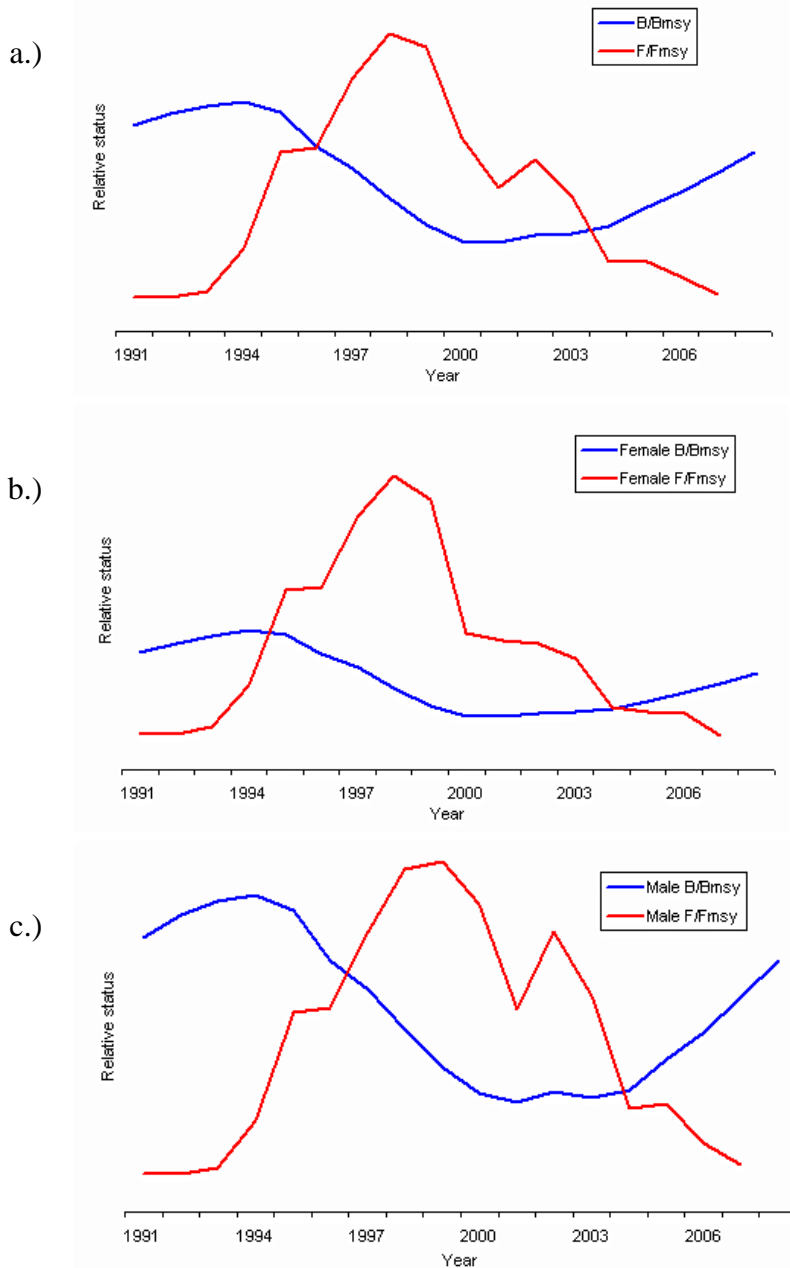 a.)
B/Bmsy
F/Fmsy
Relative status
1991 1994 1997 2000 2003 2006
Year
b.)
Female B/Bmsy
Female F/Fmsy
Relative status
1991 1994 1997 2000 2003 2006
Year
c.)
Male B/Bmsy
Male F/Fmsy
Relative status
1991 1994 1997 2000 2003 2006
Year